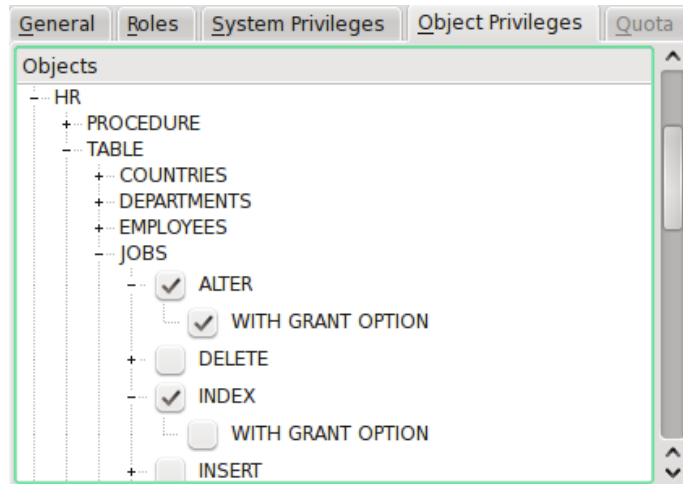 General Roles System Privileges Object Privileges Quota
Objects
HR
PROCEDURE
TABLE
COUNTRIES
DEPARTMENTS
EMPLOYEES
JOBS
ALTER
WITH GRANT OPTION
DELETE
INDEX
WITH GRANT OPTION
INSERT